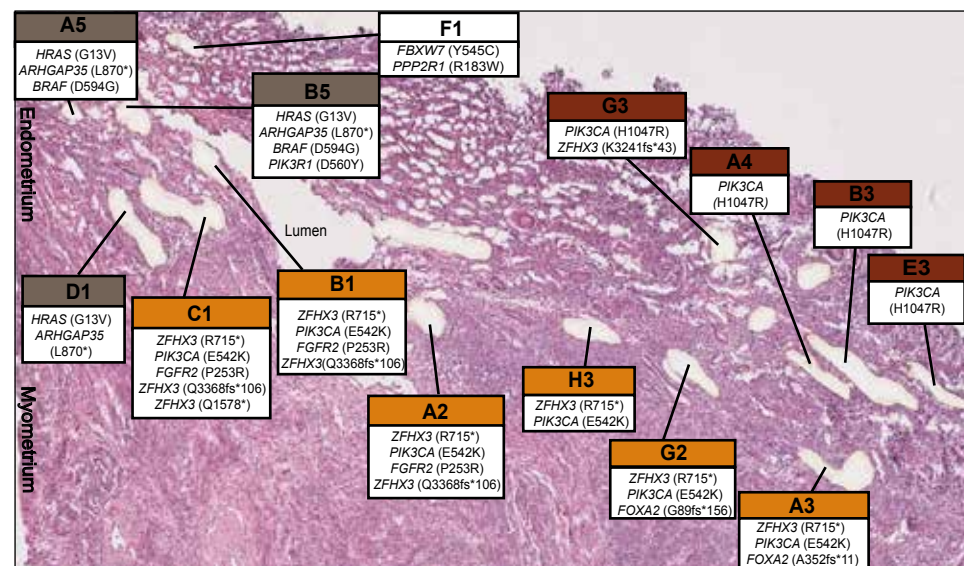 A5
HRAS (G13V)
ARHGAP35 (L870*)
BRAF (D594G)
F1
FBXW7 (Y545C)
PPP2R1 (R183W)
B5
HRAS (G13V)
ARHGAP35 (L870*)
BRAF (D594G)
PIK3R1 (D560Y)
G3
PIK3CA (H1047R)
ZFHX3 (K3241fs*43)
A4
PIK3CA
(H1047R)
B3
PIK3CA
(H1047R)
E3
PIK3CA
(H1047R)
Endometrium
Lumen
D1
HRAS (G13V)
ARHGAP35
(L870*)
C1
ZFHX3 (R715*)
PIK3CA (E542K)
FGFR2 (P253R)
ZFHX3 (Q3368fs*106)
ZFHX3 (Q1578*)
B1
ZFHX3 (R715*)
PIK3CA (E542K)
FGFR2 (P253R)
ZFHX3(Q3368fs*106)
Myometrium
A2
ZFHX3 (R715*)
PIK3CA (E542K)
FGFR2 (P253R)
ZFHX3 (Q3368fs*106)
H3
ZFHX3 (R715*)
PIK3CA (E542K)
G2
ZFHX3 (R715*)
PIK3CA (E542K)
FOXA2 (G89fs*156)
A3
ZFHX3 (R715*)
PIK3CA (E542K)
FOXA2 (A352fs*11)